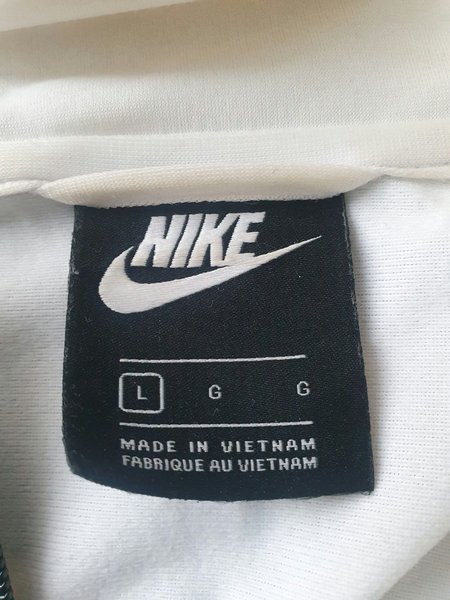 NIKE
L G G
MADE IN VIETNAM
FABRIQUE AU VIETNAM